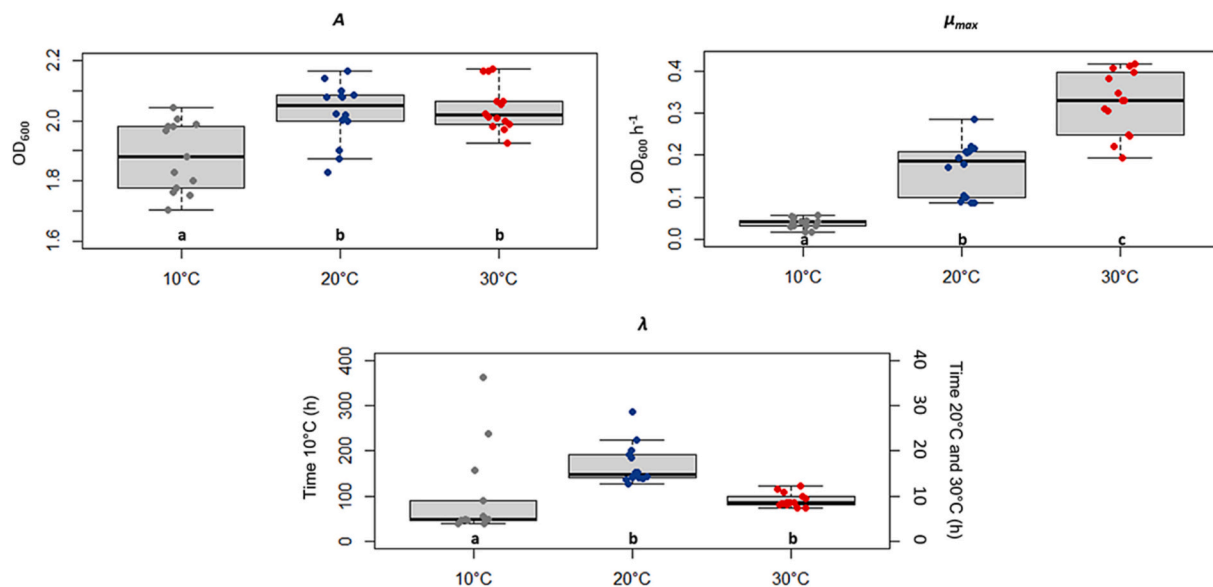 A
OD600
2.2
2.0
1.8
1.6
a
b
b
10°C
20°C
30°C
μmax
OD600 h-1
0.4
0.3
0.2
0.1
0.0
a
b
c
10°C
20°C
30°C
λ
Time 10°C (h)
400
300
200
100
0
a
b
b
40
30
20
10
0
Time 20°C and 30°C (h)
10°C
20°C
30°C